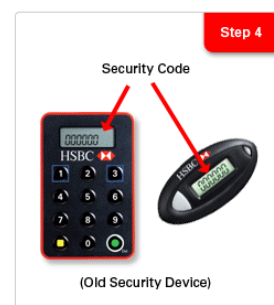 Step 4
Security Code
000000
HSBC
1 2 3
4 5 6
7 8 9
0
HSBC
000000
(Old Security Device)